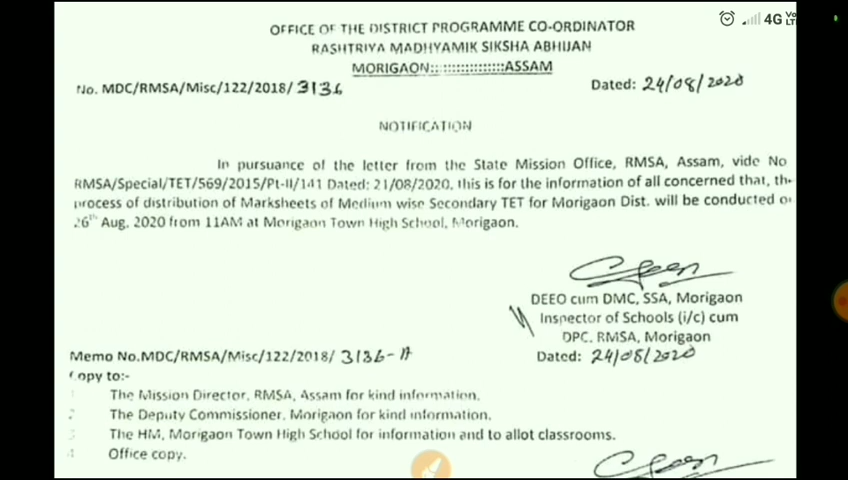 4G
OFFICE OF THE DISTRICT PROGRAMME CO-ORDINATOR
RASHTRIYA MADHYAMIK SIKSHA ABHIJAN
MORIGAON::::::::::::::::::ASSAM
No. MDC/RMSA/Misc/122/2018/ 3136 Dated: 24/08/2020
NOTIFICATION
In pursuance of the letter from the State Mission Office, RMSA, Assam, vide No
RMSA/Special/TET/569/2015/Pt-II/141 Dated: 21/08/2020, this is for the information of all concerned that, th
process of distribution of Marksheets of Medium wise Secondary TET for Morigaon Dist. will be conducted o
26th Aug, 2020 from 11AM at Morigaon Town High School, Morigaon.
DEEO cum DMC, SSA, Morigaon
Inspector of Schools (i/c) cum
DPC. RMSA, Morigaon
Memo No.MDC/RMSA/Misc/122/2018/ 3136-A Dated: 24/08/2020
Copy to:-
1 The Mission Director, RMSA, Assam for kind information.
2 The Deputy Commissioner, Morigaon for kind information.
3 The HM, Morigaon Town High School for information and to allot classrooms.
4 Office copy.